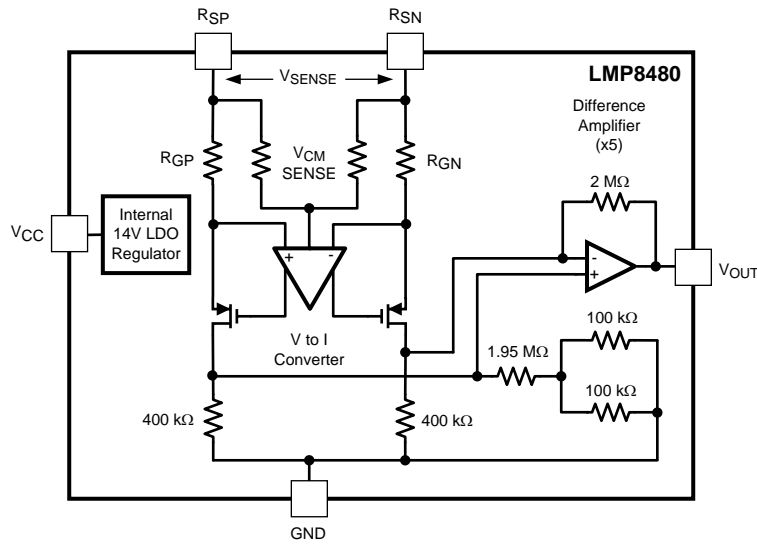 RSP
RSN
VSENSE
LMP8480
Difference
Amplifier
(x5)
RGP
VCM
SENSE
RGN
2 MΩ
VCC
Internal
14V LDO
Regulator
+
-
-
+
VOUT
V to I
Converter
1.95 MΩ
100 kΩ
100 kΩ
400 kΩ
400 kΩ
GND